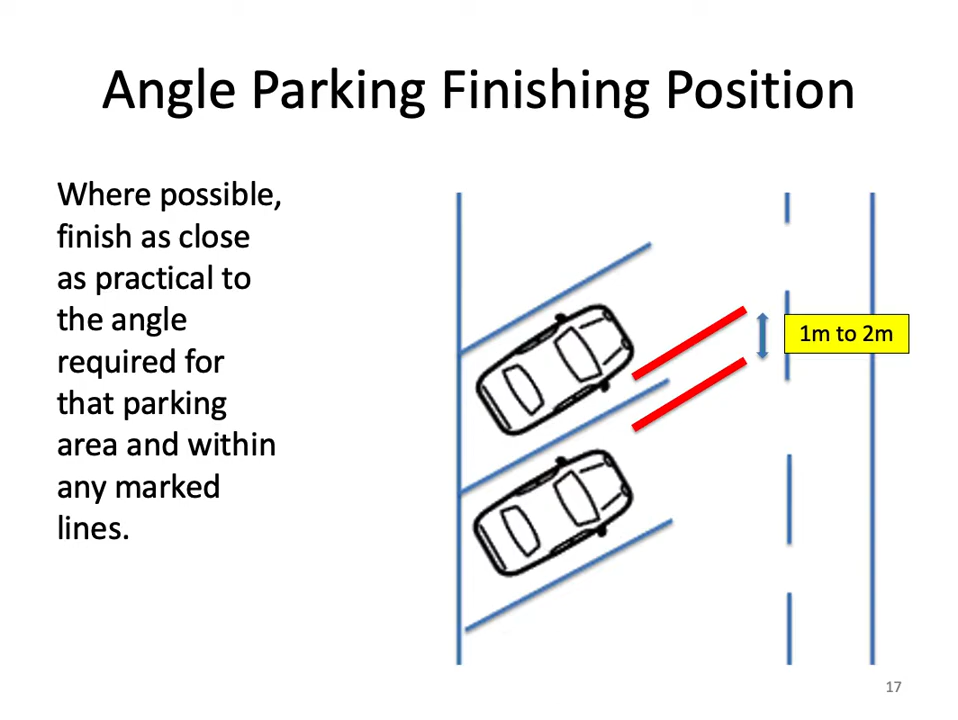 Angle Parking Finishing Position
Where possible,
finish as close
as practical to
the angle
required for
that parking
area and within
any marked
lines.
1m to 2m
17